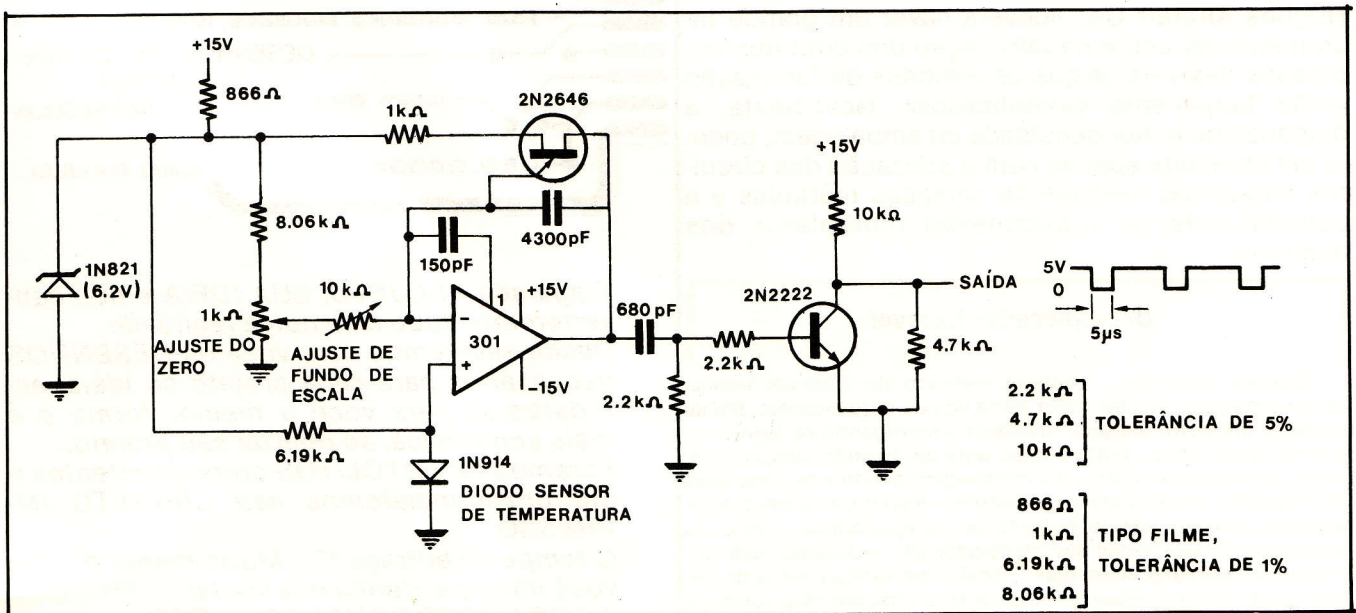 +15V
866Ω
1kΩ
2N2646
+15V
8.06kΩ
10kΩ
4300pF
150pF
1N821
(6.2V)
10kΩ
+15V
1
SAÍDA
5V
0
5µs
2N2222
1kΩ
680 pF
301
−
+
AJUSTE DO
ZERO
AJUSTE DE
FUNDO DE
ESCALA
−15V
2.2kΩ
4.7kΩ
2.2kΩ
6.19kΩ
1N914
DIODO SENSOR
DE TEMPERATURA
2.2kΩ
4.7kΩ
10kΩ
TOLERÂNCIA DE 5%
866Ω
1kΩ
6.19kΩ
8.06kΩ
TIPO FILME,
TOLERÂNCIA DE 1%